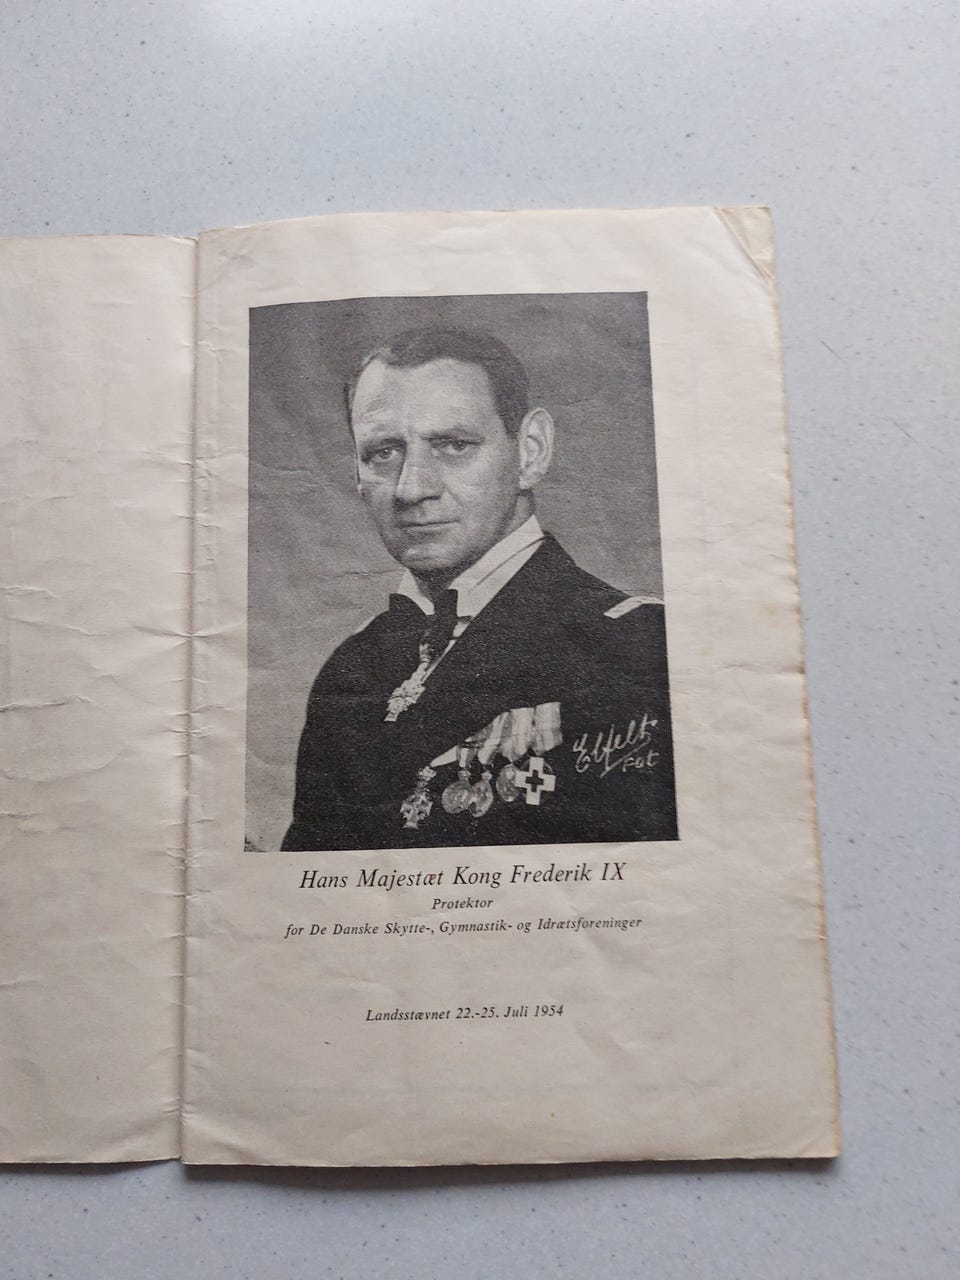 Elfelt
Fot
Hans Majestæt Kong Frederik IX
Protektor
for De Danske Skytte-, Gymnastik- og Idrætsforeninger
Landsstævnet 22.-25. Juli 1954